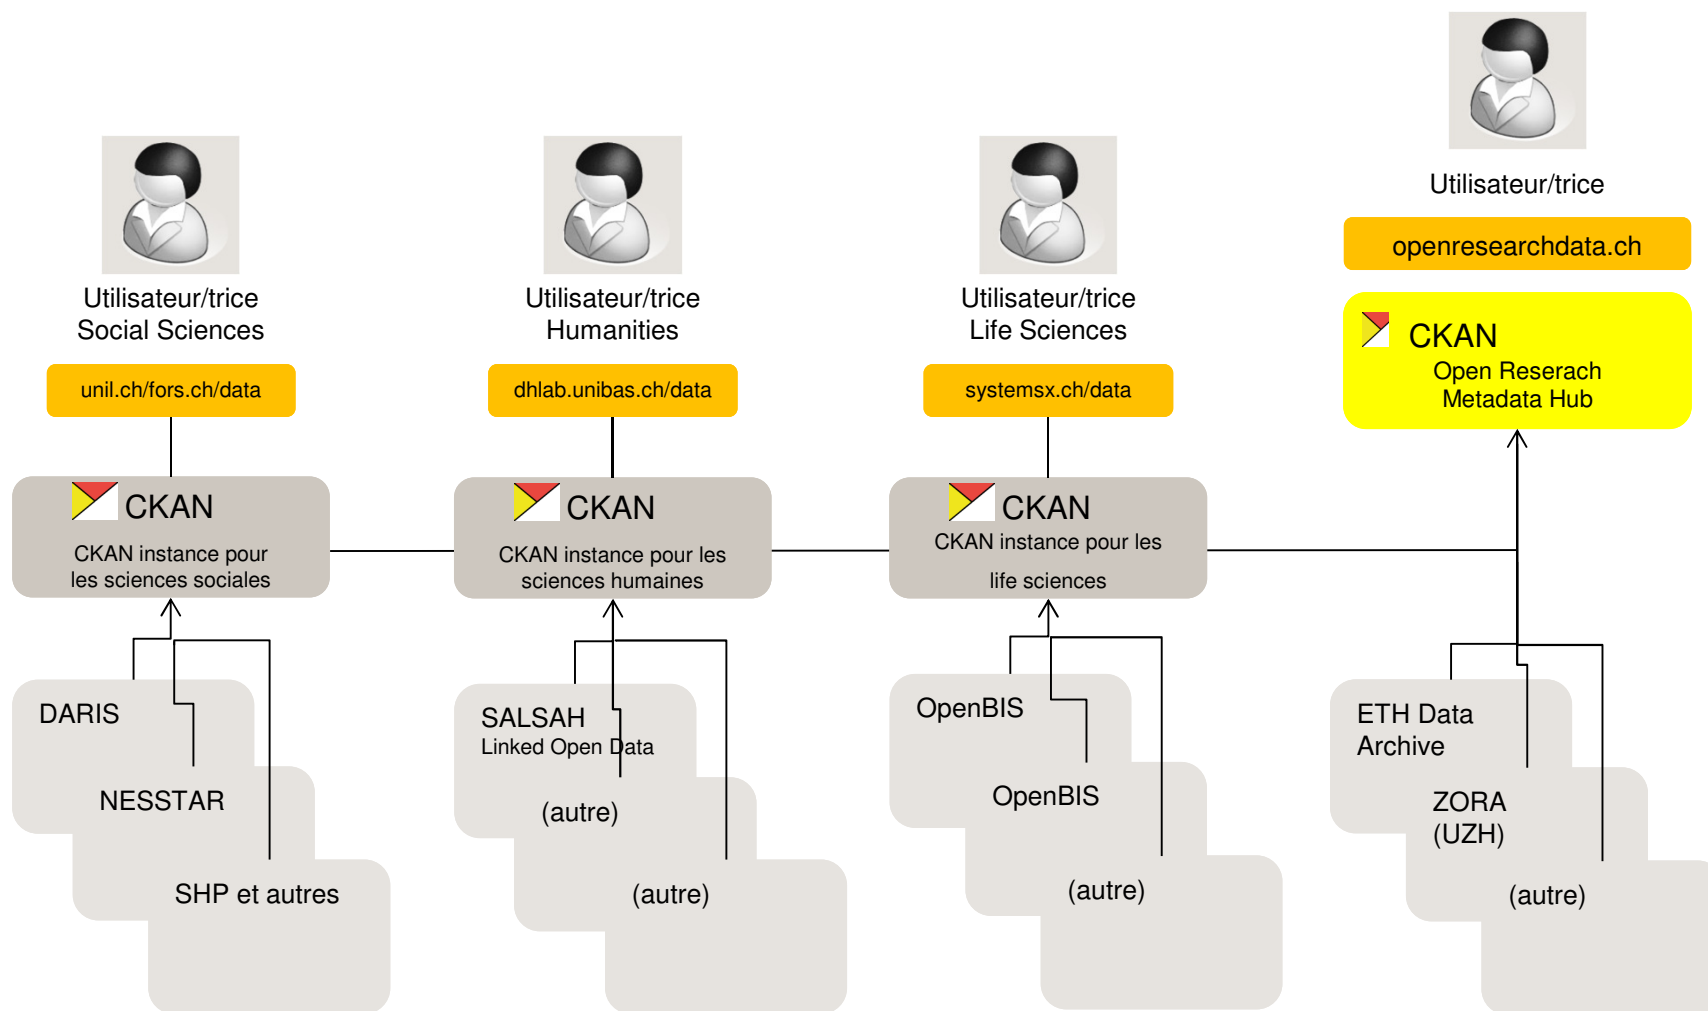 Utilisateur/trice
Social Sciences
unil.ch/fors.ch/data
CKAN
CKAN instance pour
les sciences sociales
DARIS
NESSTAR
SHP et autres
Utilisateur/trice
Humanities
dhlab.unibas.ch/data
CKAN
CKAN instance pour les
sciences humaines
SALSAH
Linked Open Data
(autre)
(autre)
Utilisateur/trice
Life Sciences
systemsx.ch/data
CKAN
CKAN instance pour les
life sciences
OpenBIS
OpenBIS
(autre)
Utilisateur/trice
openresearchdata.ch
CKAN
Open Reserach
Metadata Hub
ETH Data
Archive
ZORA
(UZH)
(autre)